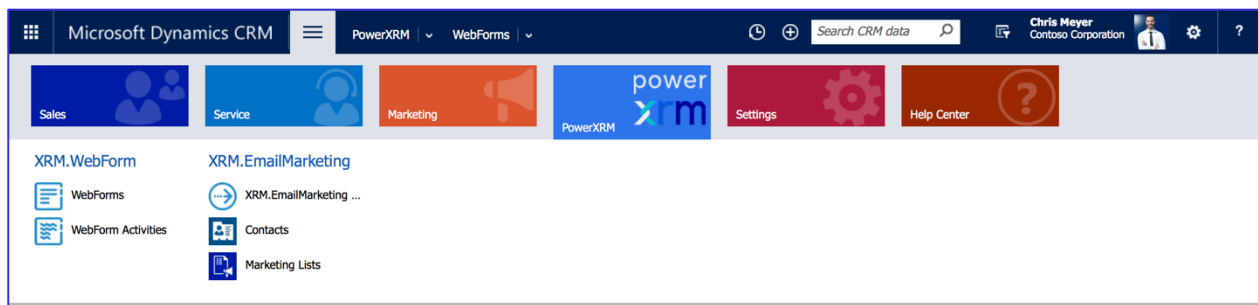 Microsoft Dynamics CRM PowerXRM WebForms Search CRM data Chris Meyer ?
Contoso Corporation
Sales Service Marketing PowerXRM power xrm Settings Help Center ?
XRM.WebForm XRM.EmailMarketing
WebForms XRM.EmailMarketing ...
WebForm Activities Contacts
Marketing Lists